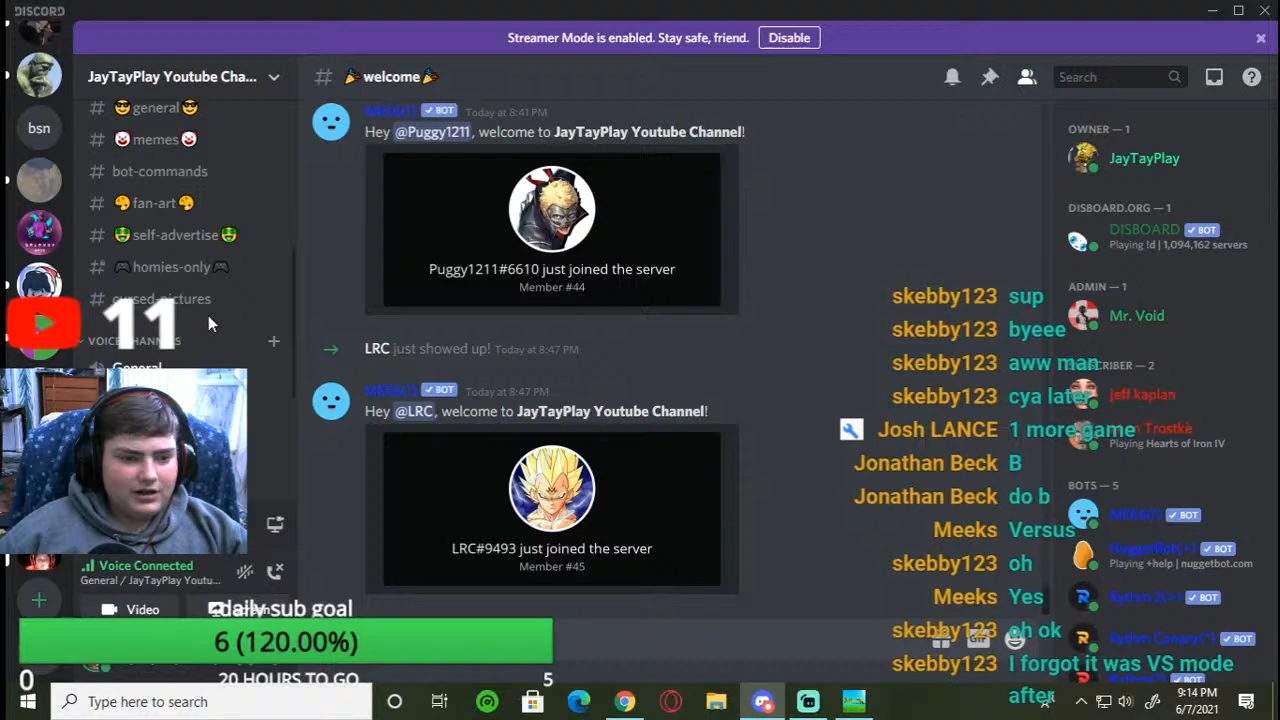 DISCORD
Streamer Mode is enabled. Stay safe, friend. Disable
JayTayPlay Youtube Cha...
welcome
Search
general
memes
bot-commands
fan-art
self-advertise
homies-only
cursed-pictures
VOICE CHANNELS
General
bsn
11
MEE6(!) BOT Today at 8:41 PM
Hey @Puggy1211, welcome to JayTayPlay Youtube Channel!
Puggy1211#6610 just joined the server
Member #44
LRC just showed up! Today at 8:47 PM
MEE6(!) BOT Today at 8:47 PM
Hey @LRC, welcome to JayTayPlay Youtube Channel!
LRC#9493 just joined the server
Member #45
OWNER — 1
JayTayPlay
DISBOARD.ORG — 1
DISBOARD BOT
Playing !d | 1,094,162 servers
ADMIN — 1
Mr. Void
jeff kaplan
Trostke
Playing Hearts of Iron IV
BOTS — 5
MEE6(!) BOT
NuggetBot(+) BOT
Playing +help | nuggetbot.com
Rythm 2(>) BOT
Rythm Canary(*) BOT
skebby123 sup
skebby123 byeee
skebby123 aww man
skebby123 cya later
Josh LANCE 1 more game
Jonathan Beck B
Jonathan Beck do b
Meeks Versus
skebby123 oh
Meeks Yes
skebby123 oh ok
skebby123 I forgot it was VS mode
after
Voice Connected
General / JayTayPlay Youtu...
Video
daily sub goal
6 (120.00%)
0
20 HOURS TO GO
5
GIF
Type here to search
9:14 PM
6/7/2021